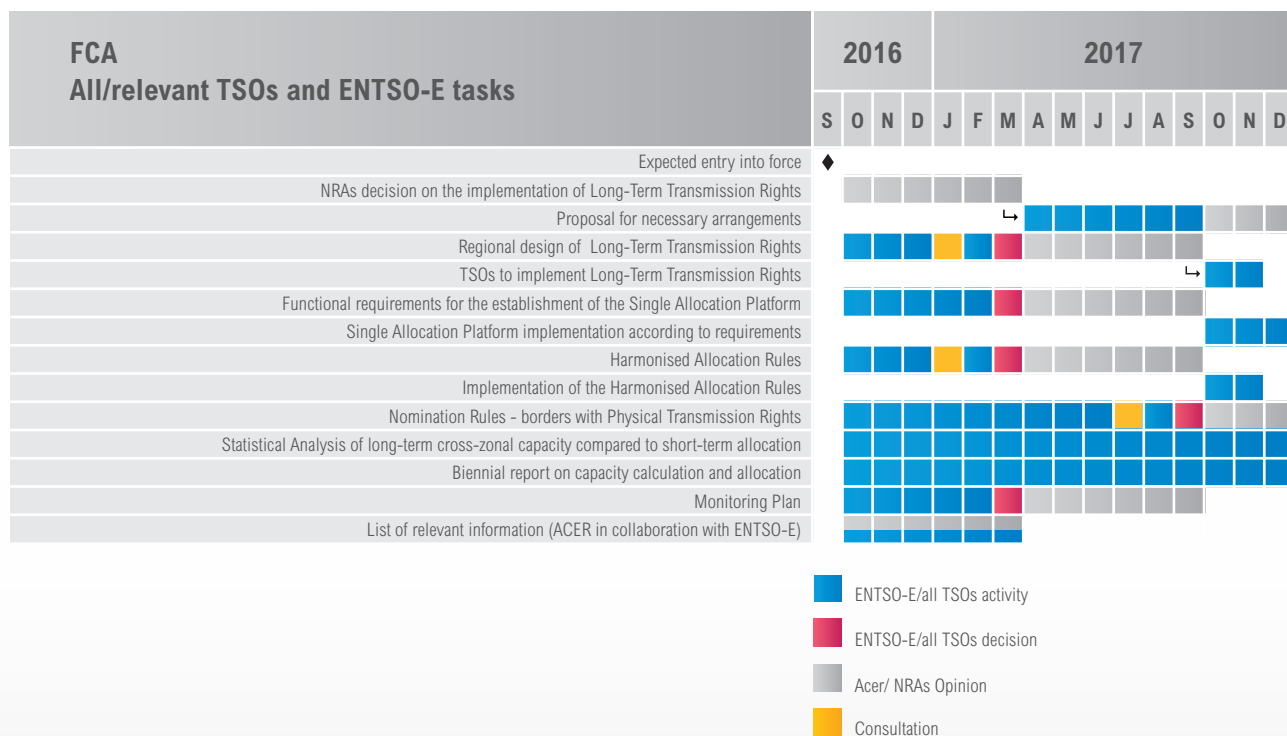 FCA
All/relevant TSOs and ENTSO-E tasks
2016 2017
S O N D J F M A M J J A S O N D
Expected entry into force
NRAs decision on the implementation of Long-Term Transmission Rights
Proposal for necessary arrangements
Regional design of Long-Term Transmission Rights
TSOs to implement Long-Term Transmission Rights
Functional requirements for the establishment of the Single Allocation Platform
Single Allocation Platform implementation according to requirements
Harmonised Allocation Rules
Implementation of the Harmonised Allocation Rules
Nomination Rules - borders with Physical Transmission Rights
Statistical Analysis of long-term cross-zonal capacity compared to short-term allocation
Biennial report on capacity calculation and allocation
Monitoring Plan
List of relevant information (ACER in collaboration with ENTSO-E)
ENTSO-E/all TSOs activity
ENTSO-E/all TSOs decision
Acer/ NRAs Opinion
Consultation